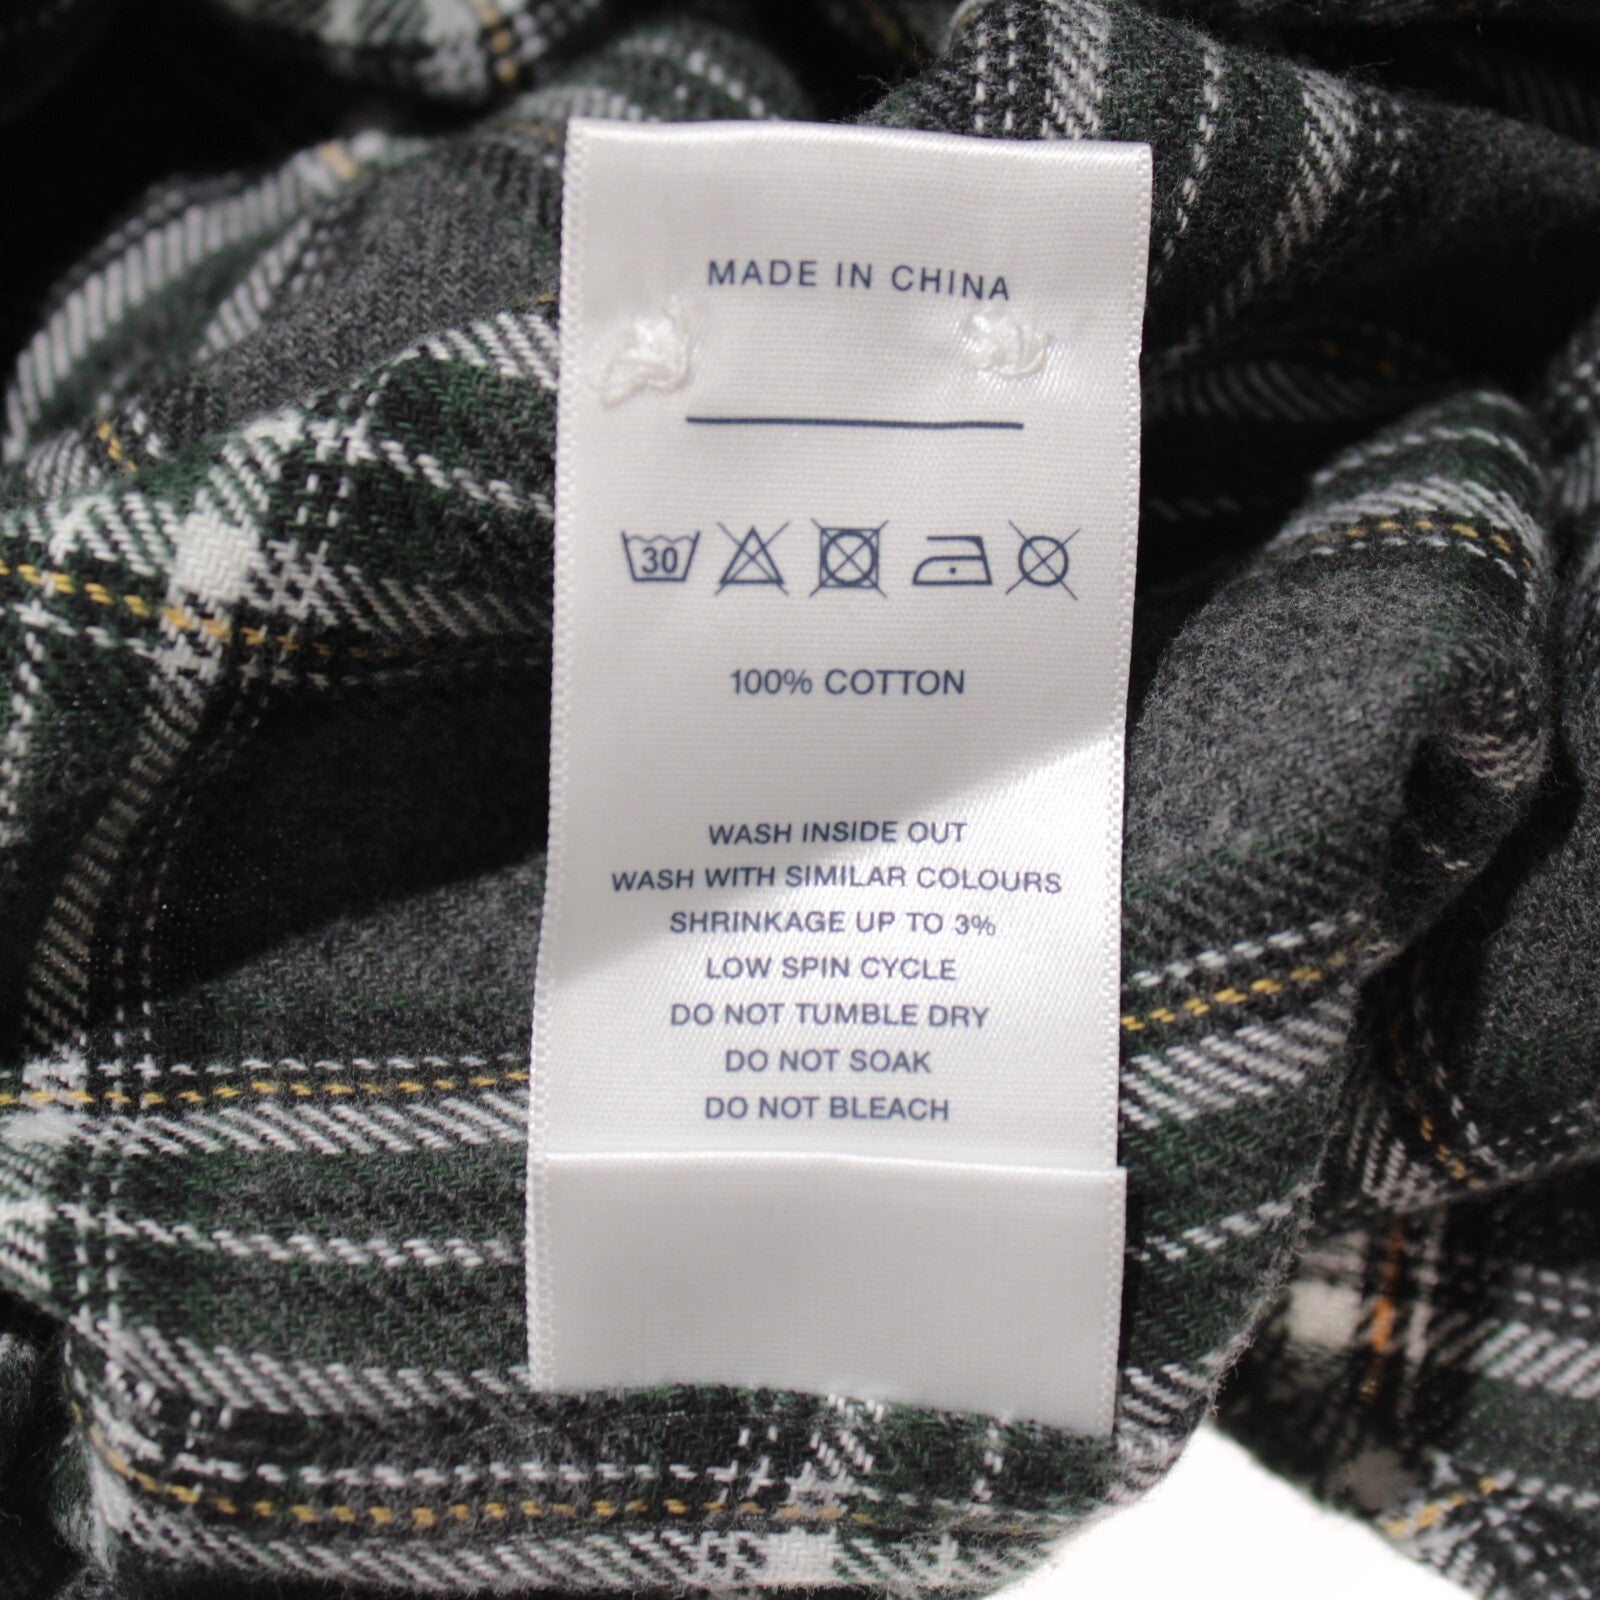 MADE IN CHINA
30
100% COTTON
WASH INSIDE OUT
WASH WITH SIMILAR COLOURS
SHRINKAGE UP TO 3%
LOW SPIN CYCLE
DO NOT TUMBLE DRY
DO NOT SOAK
DO NOT BLEACH